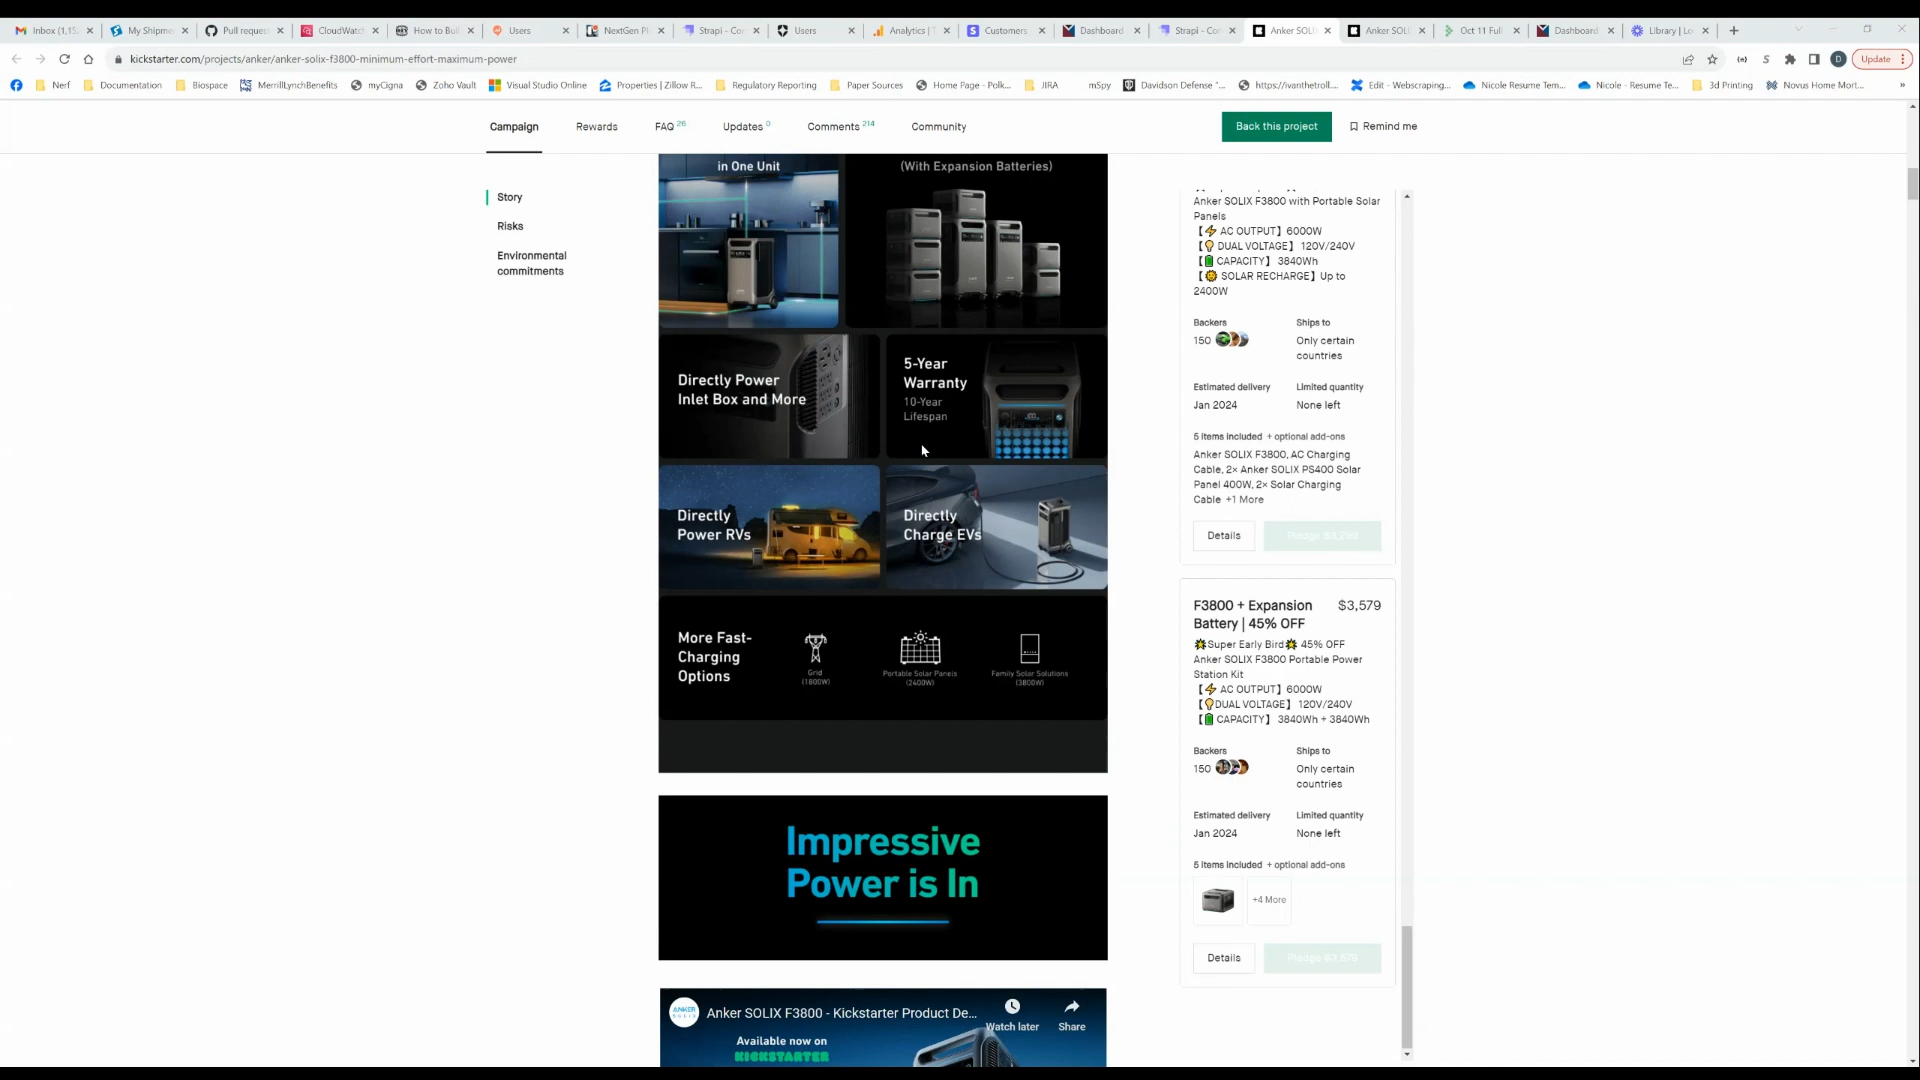 Inbox (1,15
My Shipme
Pull reques
CloudWatc
How to Buil
Users
NextGen Pl
Strapi - Con
Users
Analytics | T
Customers
Dashboard
Strapi - Con
Anker SOLI
Anker SOLI
Oct 11 Full
Dashboard
Library | Lo
kickstarter.com/projects/anker/anker-solix-f3800-minimum-effort-maximum-power
Update
Nerf
Documentation
Biospace
MerrillLynchBenefits
myCigna
Zoho Vault
Visual Studio Online
Properties | Zillow R...
Regulatory Reporting
Paper Sources
Home Page - Polk...
JIRA
mSpy
Davidson Defense "...
https://ivanthetroll....
Edit - Webscraping...
Nicole Resume Tem...
Nicole - Resume Te...
3d Printing
Novus Home Mort...
»
Campaign
Rewards
FAQ 26
Updates 0
Comments 214
Community
Back this project
Remind me
Story
Risks
Environmental
commitments
in One Unit
(With Expansion Batteries)
Directly Power
Inlet Box and More
5-Year
Warranty
10-Year
Lifespan
Directly
Power RVs
Directly
Charge EVs
More Fast-
Charging
Options
Grid
(1800W)
Portable Solar Panels
(2400W)
Family Solar Solutions
(3800W)
Impressive
Power is In
ANKER
SOLIX
Anker SOLIX F3800 - Kickstarter Product De...
Watch later
Share
Available now on
KICKSTARTER
Anker SOLIX F3800 with Portable Solar
Panels
【⚡ AC OUTPUT】6000W
【💡 DUAL VOLTAGE】 120V/240V
【🔋 CAPACITY】 3840Wh
【🌞 SOLAR RECHARGE】Up to
2400W
Backers
150
Ships to
Only certain
countries
Estimated delivery
Jan 2024
Limited quantity
None left
5 items included + optional add-ons
Anker SOLIX F3800, AC Charging
Cable, 2× Anker SOLIX PS400 Solar
Panel 400W, 2× Solar Charging
Cable +1 More
Details
F3800 + Expansion
Battery | 45% OFF
$3,579
🌟Super Early Bird🌟 45% OFF
Anker SOLIX F3800 Portable Power
Station Kit
【⚡ AC OUTPUT】6000W
【💡DUAL VOLTAGE】 120V/240V
【🔋 CAPACITY】 3840Wh + 3840Wh
Backers
150
Ships to
Only certain
countries
Estimated delivery
Jan 2024
Limited quantity
None left
5 items included + optional add-ons
+4 More
Details
Pledge $3,579